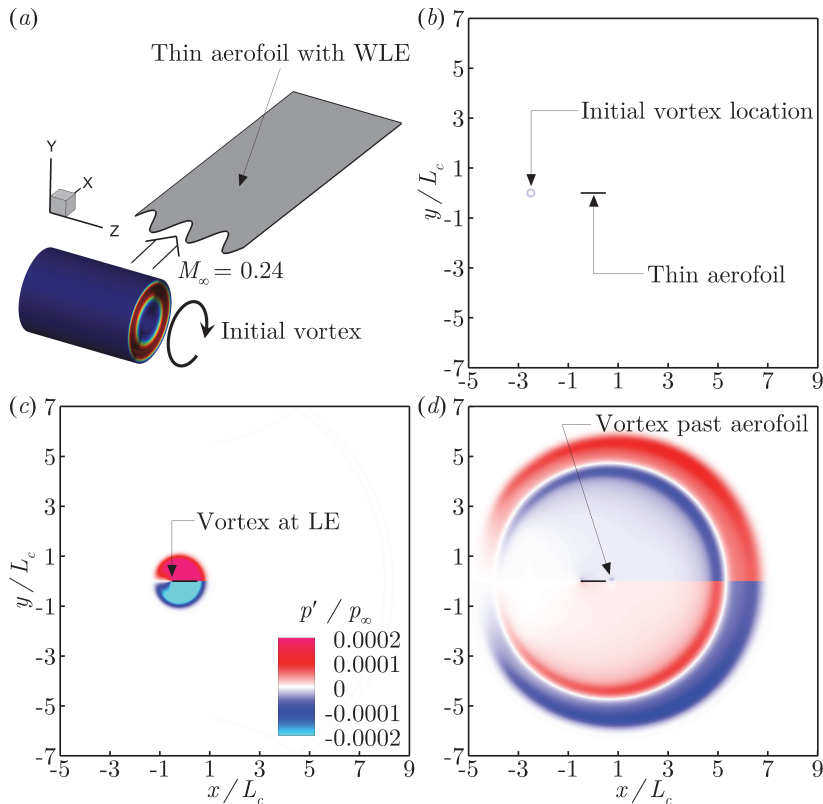 (a)
Thin aerofoil with WLE
Y
X
Z
M∞ = 0.24
Initial vortex
(b)
7
5
3
1
-1
-3
-5
-7
y / Lc
Initial vortex location
Thin aerofoil
-5 -3 -1 1 3 5 7 9
(c)
7
5
3
1
-1
-3
-5
-7
y / Lc
Vortex at LE
p′ / p∞
0.0002
0.0001
0
-0.0001
-0.0002
-5 -3 -1 1 3 5 7 9
x / Lc
(d)
7
5
3
1
-1
-3
-5
-7
Vortex past aerofoil
-5 -3 -1 1 3 5 7 9
x / Lc